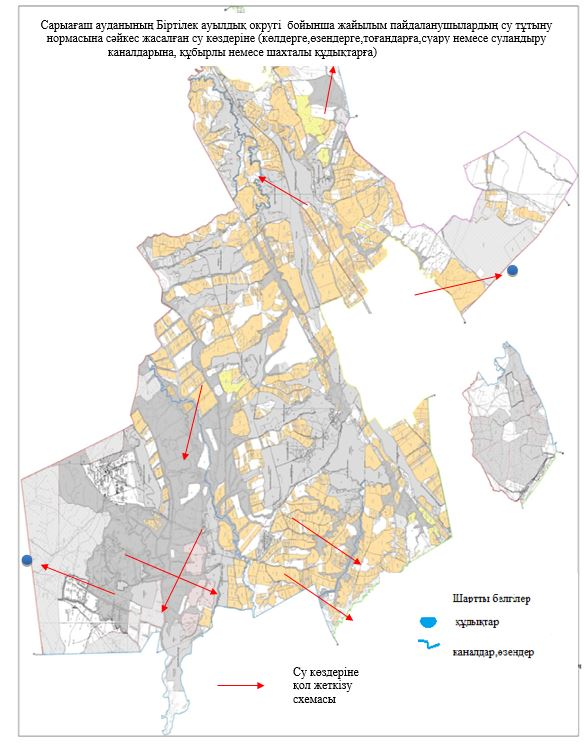 Сарыағаш ауданының Біртілек ауылдық округі бойынша жайылым пайдаланушылардың су тұтыну
нормасына сәйкес жасалған су көздеріне (көлдерге,өзендерге,тоғандарға,суару немесе суландыру
каналдарына, құбырлы немесе шахталы құдықтарға)
Шартты белгілер
құдықтар
каналдар,өзендер
Су көздеріне
қол жеткізу
схемасы